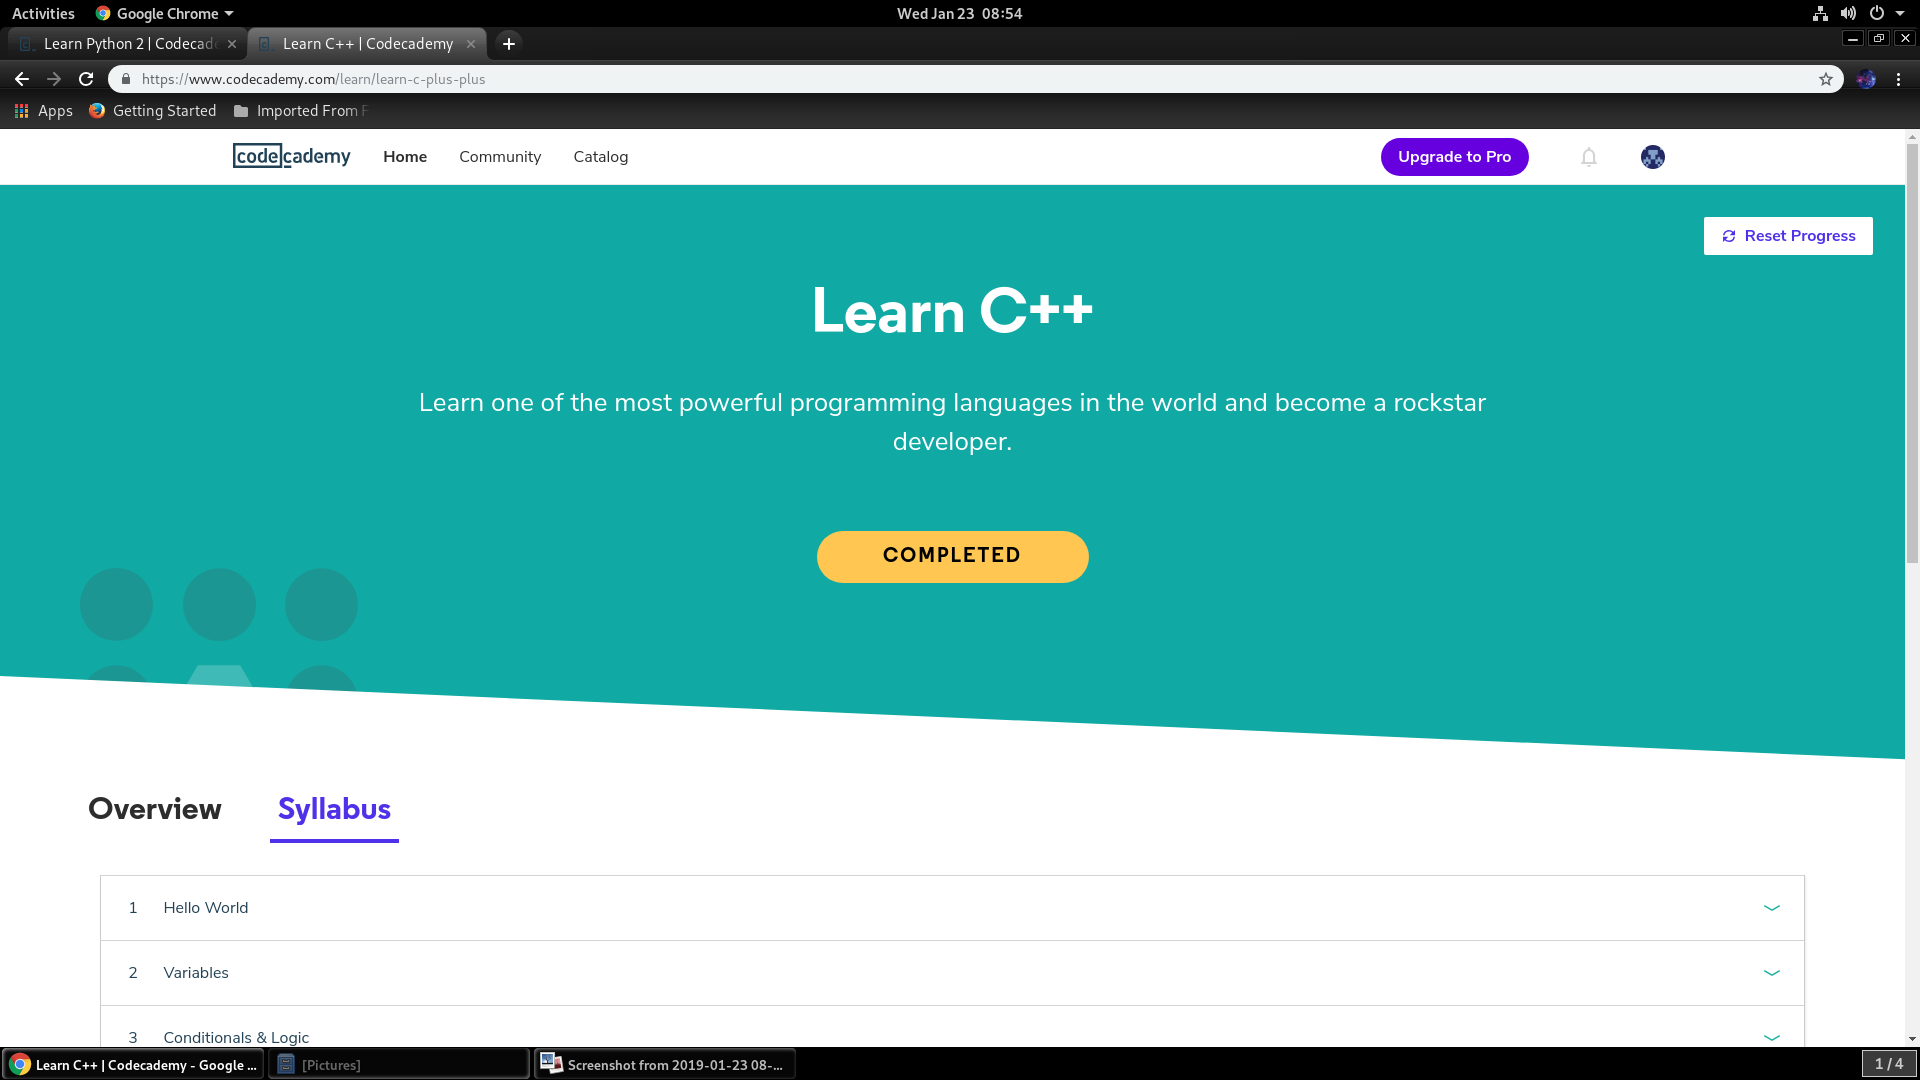 Activities Google Chrome Wed Jan 23 08:54
Learn Python 2 | Codecad Learn C++ | Codecademy
https://www.codecademy.com/learn/learn-c-plus-plus
Apps Getting Started Imported From F
codecademy Home Community Catalog Upgrade to Pro
Reset Progress
Learn C++
Learn one of the most powerful programming languages in the world and become a rockstar
developer.
COMPLETED
Overview Syllabus
1 Hello World
2 Variables
3 Conditionals & Logic
Learn C++ | Codecademy - Google ... [Pictures] Screenshot from 2019-01-23 08-... 1 / 4